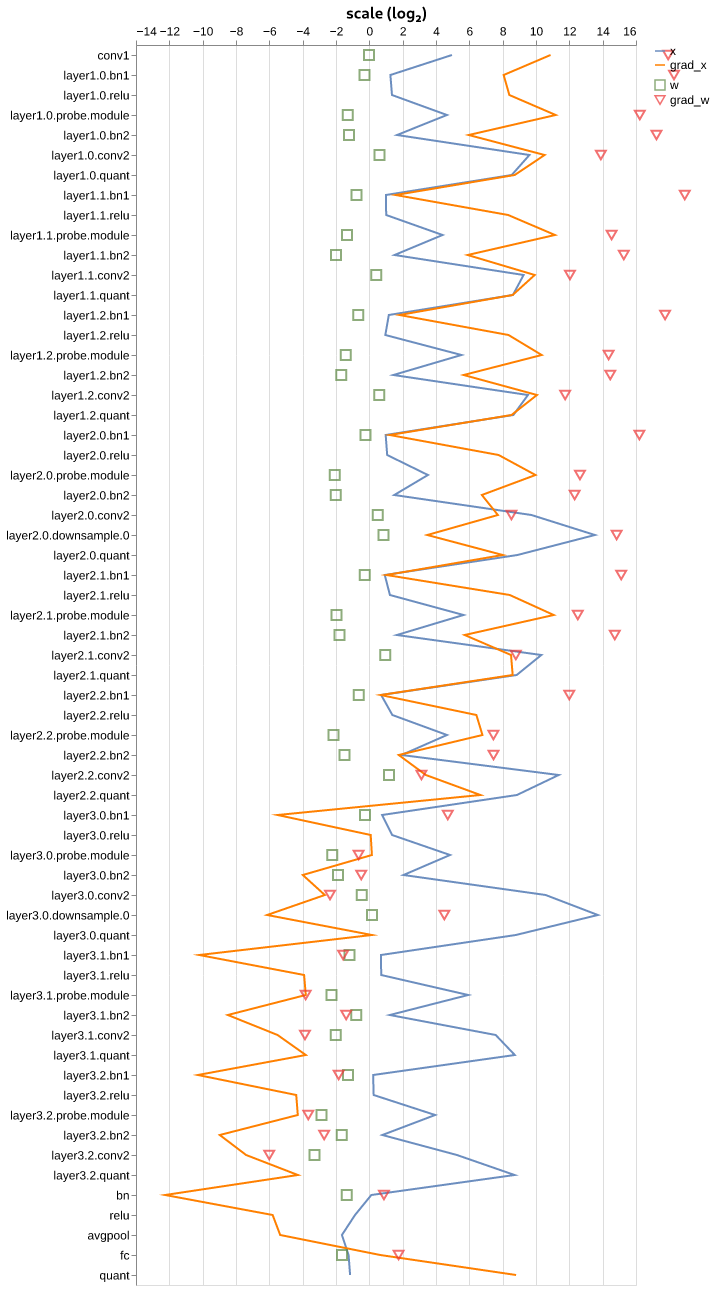 scale (log₂)
−14 −12 −10 −8 −6 −4 −2 0 2 4 6 8 10 12 14 16
conv1
layer1.0.bn1
layer1.0.relu
layer1.0.probe.module
layer1.0.bn2
layer1.0.conv2
layer1.0.quant
layer1.1.bn1
layer1.1.relu
layer1.1.probe.module
layer1.1.bn2
layer1.1.conv2
layer1.1.quant
layer1.2.bn1
layer1.2.relu
layer1.2.probe.module
layer1.2.bn2
layer1.2.conv2
layer1.2.quant
layer2.0.bn1
layer2.0.relu
layer2.0.probe.module
layer2.0.bn2
layer2.0.conv2
layer2.0.downsample.0
layer2.0.quant
layer2.1.bn1
layer2.1.relu
layer2.1.probe.module
layer2.1.bn2
layer2.1.conv2
layer2.1.quant
layer2.2.bn1
layer2.2.relu
layer2.2.probe.module
layer2.2.bn2
layer2.2.conv2
layer2.2.quant
layer3.0.bn1
layer3.0.relu
layer3.0.probe.module
layer3.0.bn2
layer3.0.conv2
layer3.0.downsample.0
layer3.0.quant
layer3.1.bn1
layer3.1.relu
layer3.1.probe.module
layer3.1.bn2
layer3.1.conv2
layer3.1.quant
layer3.2.bn1
layer3.2.relu
layer3.2.probe.module
layer3.2.bn2
layer3.2.conv2
layer3.2.quant
bn
relu
avgpool
fc
quant
x
grad_x
w
grad_w